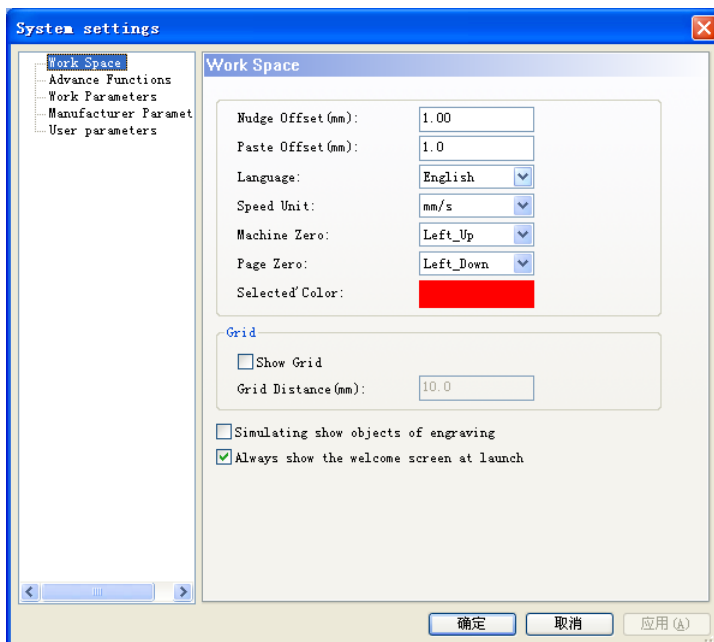 System settings
Work Space
Advance Functions
Work Parameters
Manufacturer Paramet
User parameters
Work Space
Nudge Offset(mm): 1.00
Paste Offset(mm): 1.0
Language: English
Speed Unit: mm/s
Machine Zero: Left_Up
Page Zero: Left_Down
Selected'Color:
Grid
Show Grid
Grid Distance(mm): 10.0
Simulating show objects of engraving
Always show the welcome screen at launch
确定 取消 应用(A)